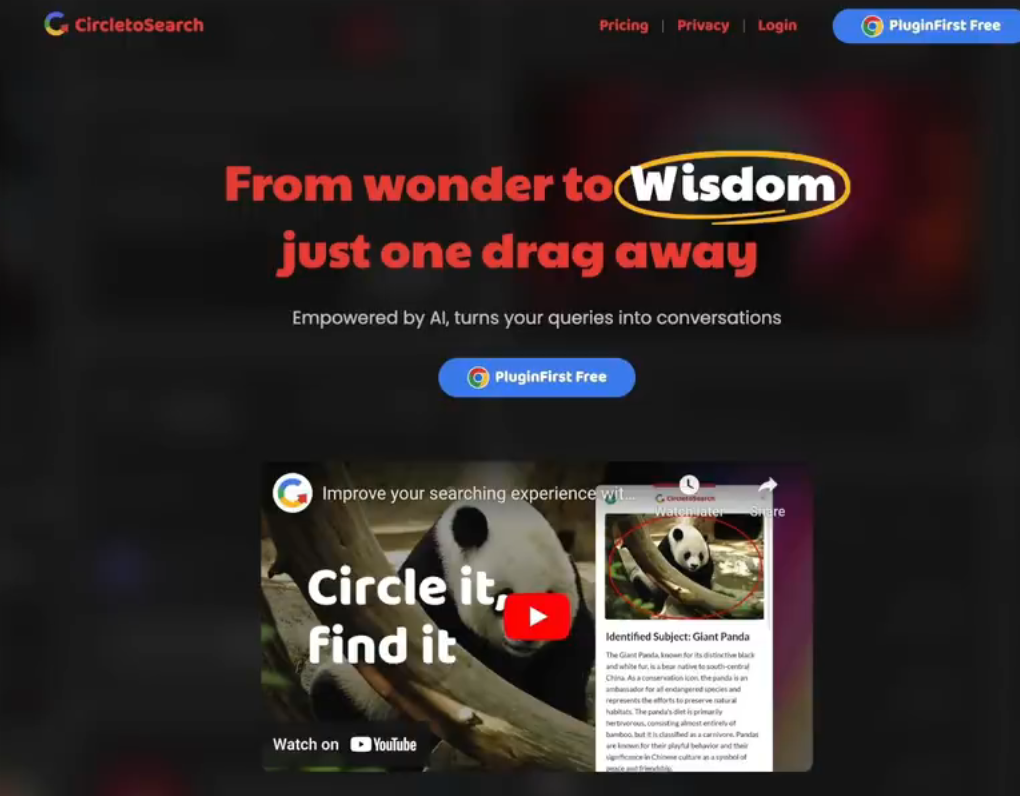 CircletoSearch
Pricing | Privacy | Login
PluginFirst Free
From wonder to Wisdom
just one drag away
Empowered by AI, turns your queries into conversations
PluginFirst Free
Improve your searching experience wit...
Watch later
Share
CircletoSearch
Circle it,
find it
Identified Subject: Giant Panda
The Giant Panda, known for its distinctive black
and white fur, is a bear native to south-central
China. As a conservation icon, the panda is an
ambassador for all endangered species and
represents the efforts to preserve natural
habitats. The panda's diet is primarily
herbivorous, consisting almost entirely of
bamboo, but it is classified as a carnivore. Pandas
are known for their playful behavior and their
significance in Chinese culture as a symbol of
peace and friendship.
Watch on YouTube